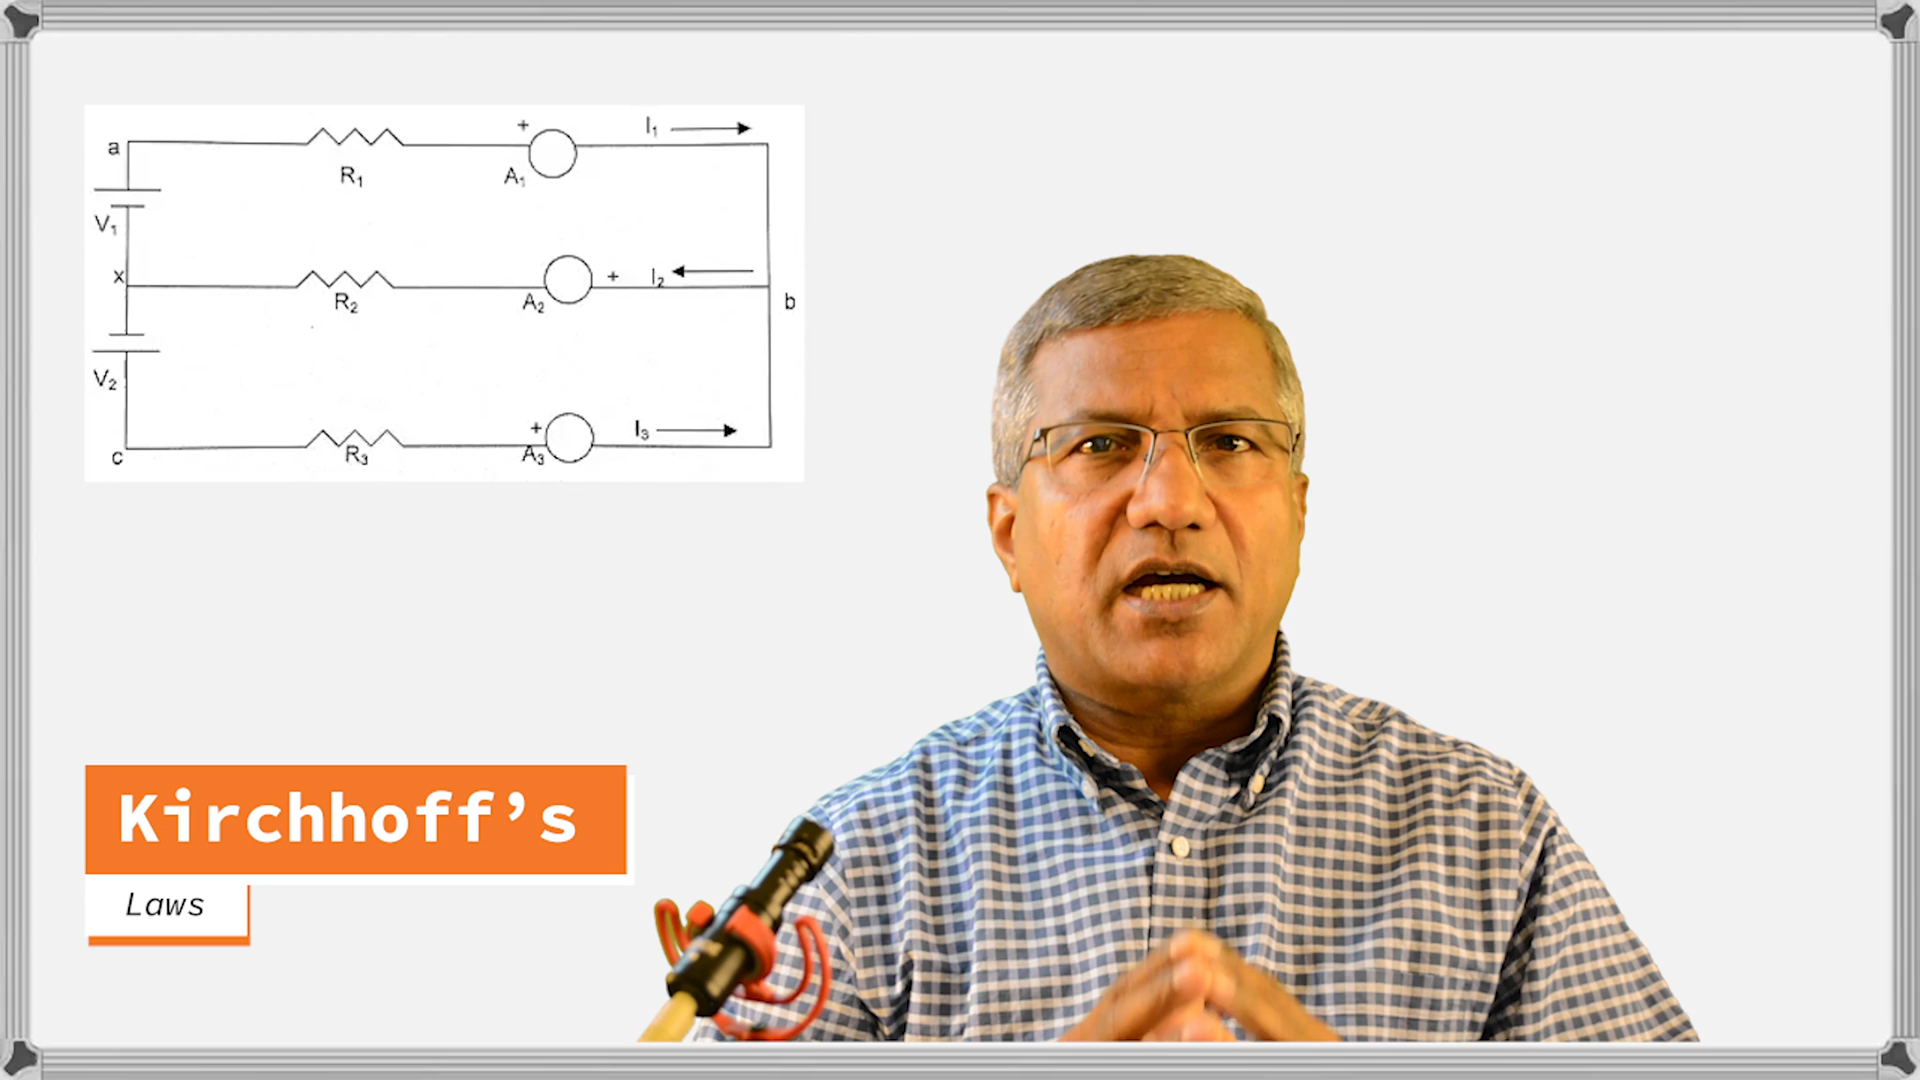 +
I₁
a
R₁
A₁
V₁
x
+
I₂
R₂
A₂
b
V₂
+
I₃
c
R₃
A₃
Kirchhoff’s
Laws